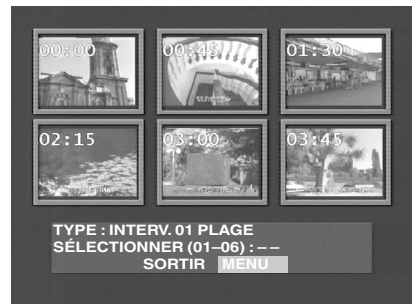 00:00 00:45 01:30
02:15 03:00 03:45
TYPE : INTERV. 01 PLAGE
SÉLECTIONNER (01–06) : – –
SORTIR MENU